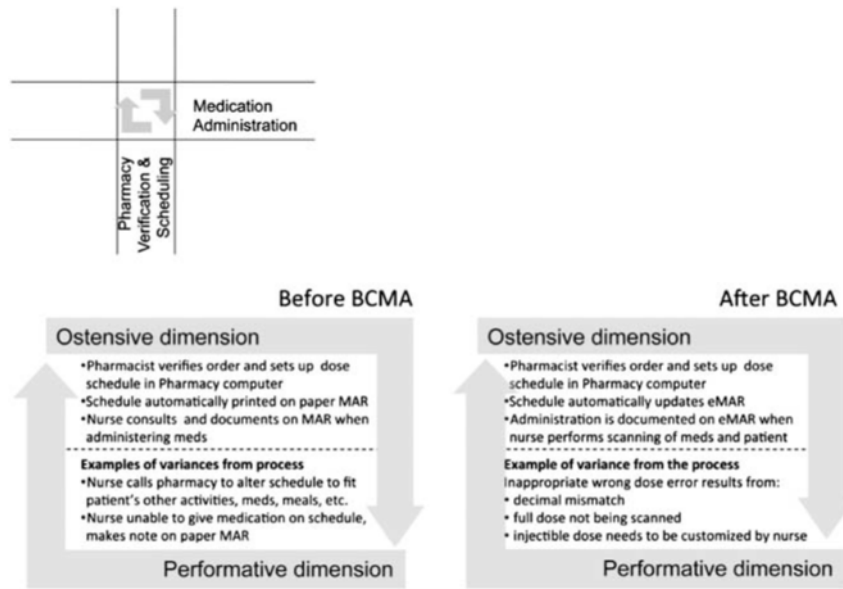 Medication
Administration
Pharmacy
Verification &
Scheduling
Before BCMA
Ostensive dimension
•Pharmacist verifies order and sets up dose
schedule in Pharmacy computer
•Schedule automatically printed on paper MAR
•Nurse consults and documents on MAR when
administering meds
Examples of variances from process
•Nurse calls pharmacy to alter schedule to fit
patient's other activities, meds, meals, etc.
•Nurse unable to give medication on schedule,
makes note on paper MAR
Performative dimension
After BCMA
Ostensive dimension
•Pharmacist verifies order and sets up dose
schedule in Pharmacy computer
•Schedule automatically updates eMAR
•Administration is documented on eMAR when
nurse performs scanning of meds and patient
Example of variance from the process
Inappropriate wrong dose error results from:
• decimal mismatch
• full dose not being scanned
• injectible dose needs to be customized by nurse
Performative dimension